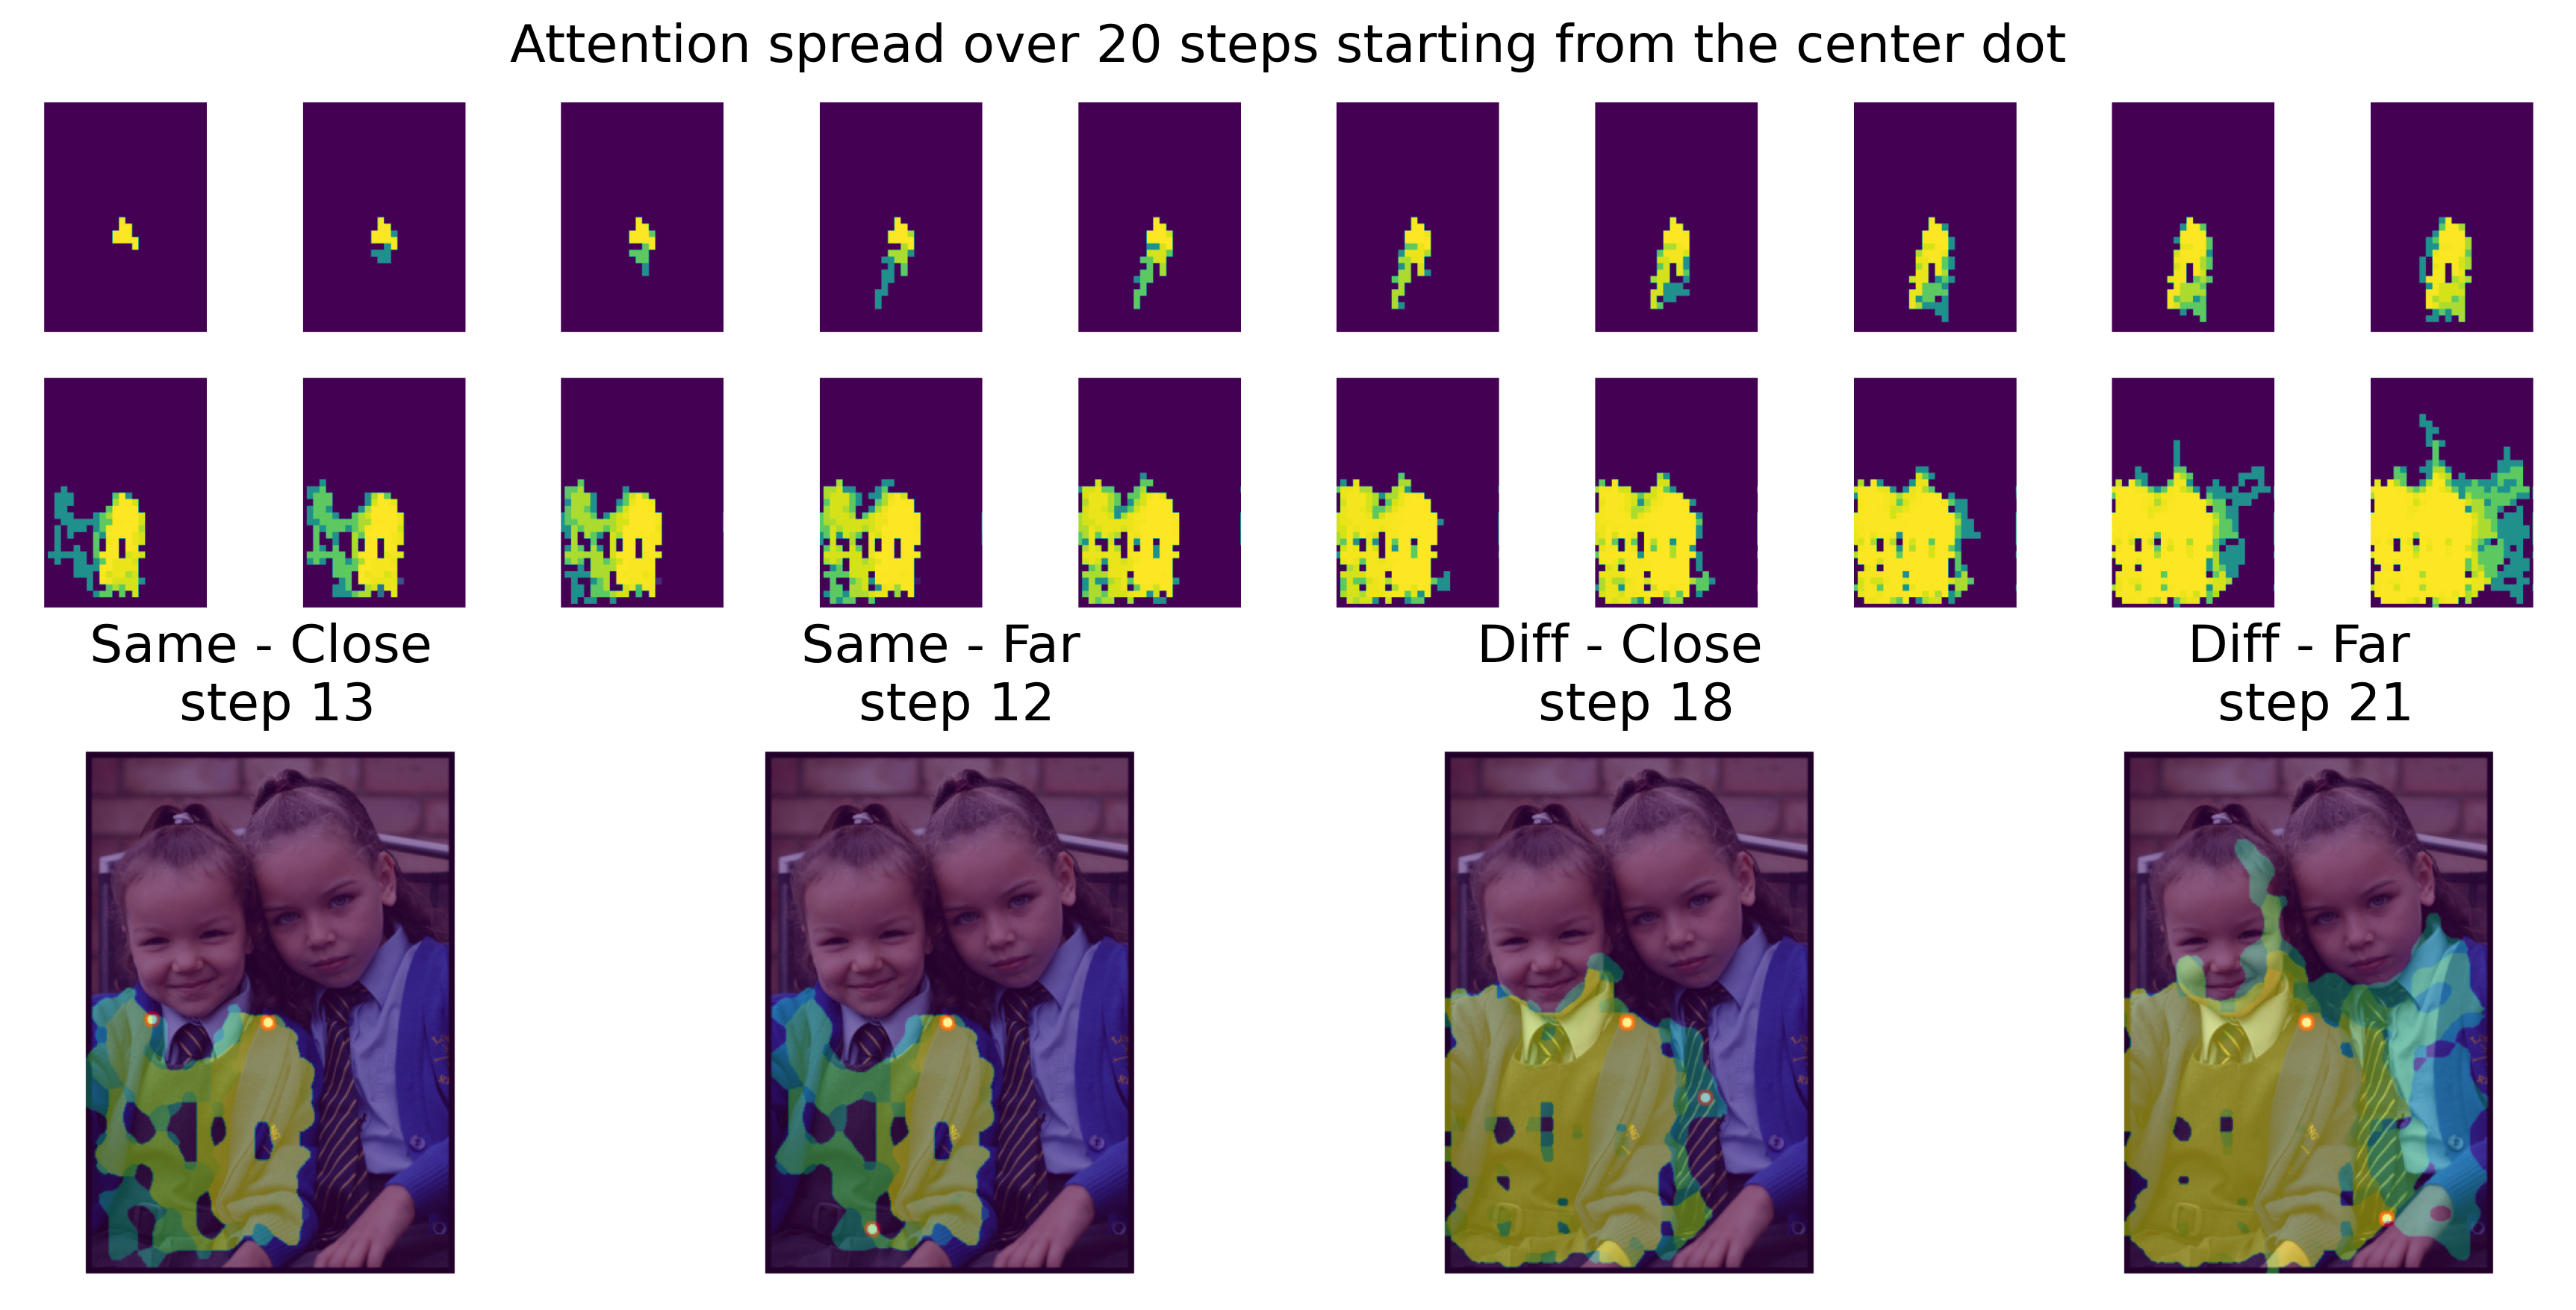 Attention spread over 20 steps starting from the center dot
Same - Close
step 13
Same - Far
step 12
Diff - Close
step 18
Diff - Far
step 21